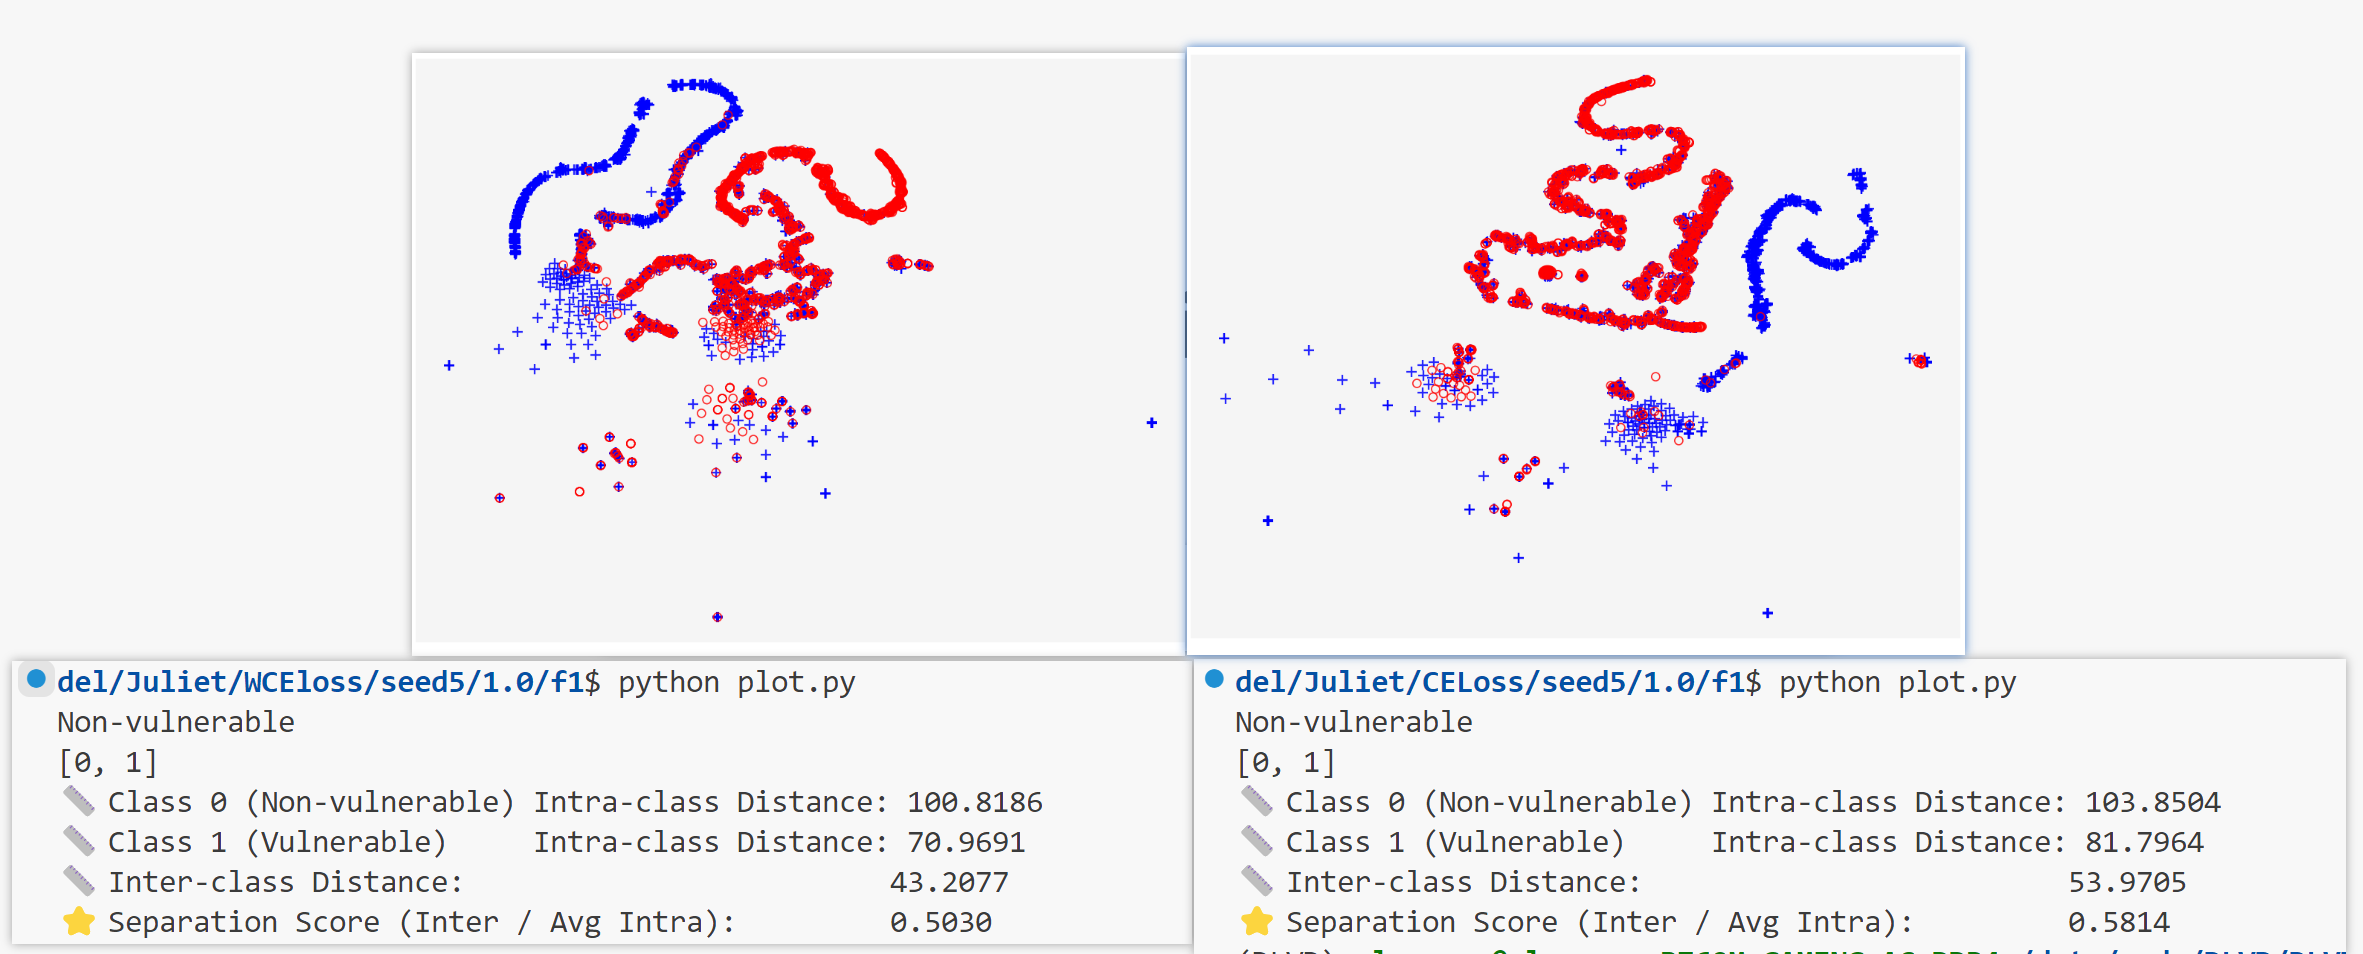 del/Juliet/WCEloss/seed5/1.0/f1$ python plot.py
Non-vulnerable
[0, 1]
Class 0 (Non-vulnerable) Intra-class Distance: 100.8186
Class 1 (Vulnerable) Intra-class Distance: 70.9691
Inter-class Distance: 43.2077
Separation Score (Inter / Avg Intra): 0.5030
del/Juliet/CELoss/seed5/1.0/f1$ python plot.py
Non-vulnerable
[0, 1]
Class 0 (Non-vulnerable) Intra-class Distance: 103.8504
Class 1 (Vulnerable) Intra-class Distance: 81.7964
Inter-class Distance: 53.9705
Separation Score (Inter / Avg Intra): 0.5814